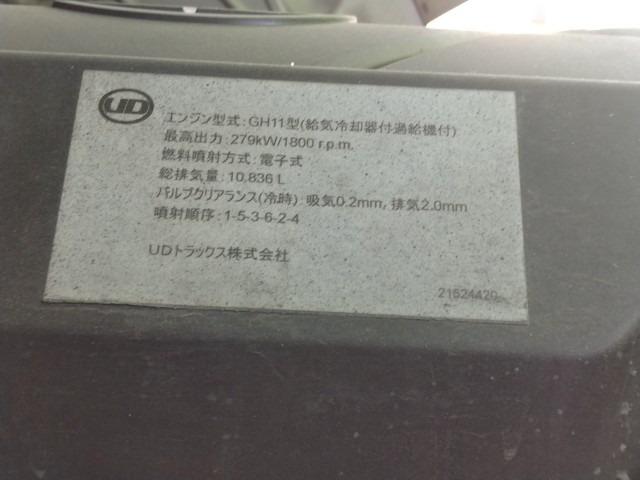 UD
エンジン型式:GH11型(給気冷却器付過給機付)
最高出力:279kW/1800 r.p.m.
燃料噴射方式:電子式
総排気量:10.836 L
バルブクリアランス(冷時):吸気0.2mm, 排気2.0mm
噴射順序:1-5-3-6-2-4
UDトラックス株式会社
21524420